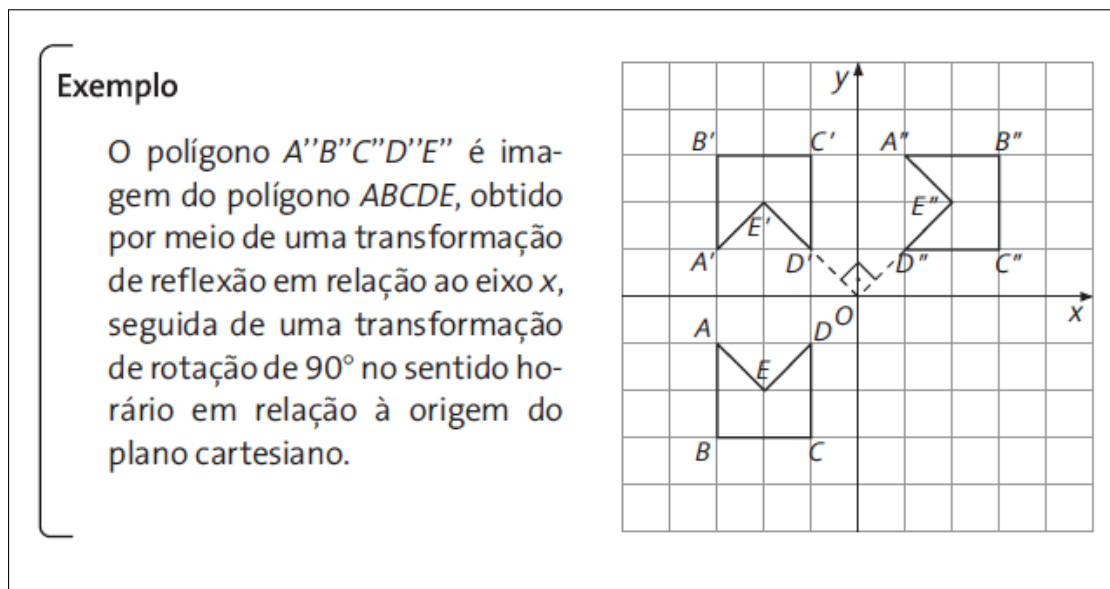 Exemplo
O polígono A’’B’’C’’D’’E’’ é ima-
gem do polígono ABCDE, obtido
por meio de uma transformação
de reflexão em relação ao eixo x,
seguida de uma transformação
de rotação de 90° no sentido ho-
rário em relação à origem do
plano cartesiano.
y
B′ C′ A″ B″
E′ E″
A′ D′ D″ C″
x
A D O
E
B C